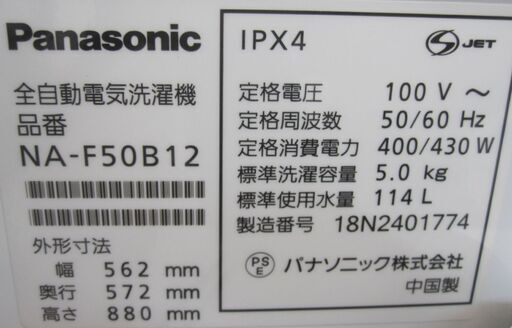 Panasonic
全自動電気洗濯機
品番
NA-F50B12
外形寸法
幅 562 mm
奥行 572 mm
高さ 880 mm
IPX4
S JET
定格電圧 100 V ～
定格周波数 50/60 Hz
定格消費電力 400/430 W
標準洗濯容量 5.0 kg
標準使用水量 114 L
製造番号 18N2401774
PS
E
パナソニック株式会社
中国製